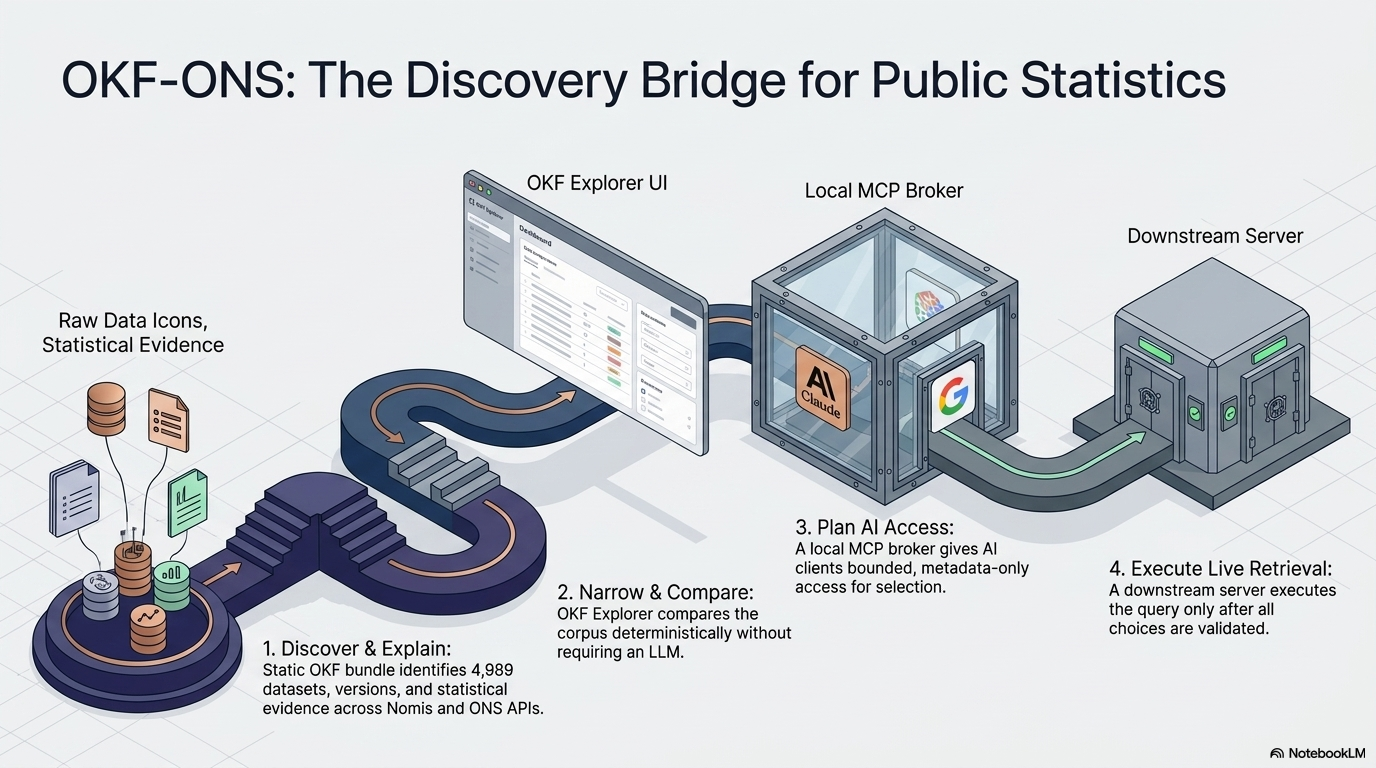 OKF-ONS: The Discovery Bridge for Public Statistics
OKF Explorer UI
Local MCP Broker
Downstream Server
Raw Data Icons,
Statistical Evidence
Dashboard
AI
Claude
G
3. Plan AI Access:
A local MCP broker gives AI
clients bounded, metadata-only
access for selection.
4. Execute Live Retrieval:
A downstream server executes
the query only after all
choices are validated.
2. Narrow & Compare:
OKF Explorer compares the
corpus deterministically without
requiring an LLM.
1. Discover & Explain:
Static OKF bundle identifies 4,989
datasets, versions, and statistical
evidence across Nomis and ONS APIs.
NotebookLM